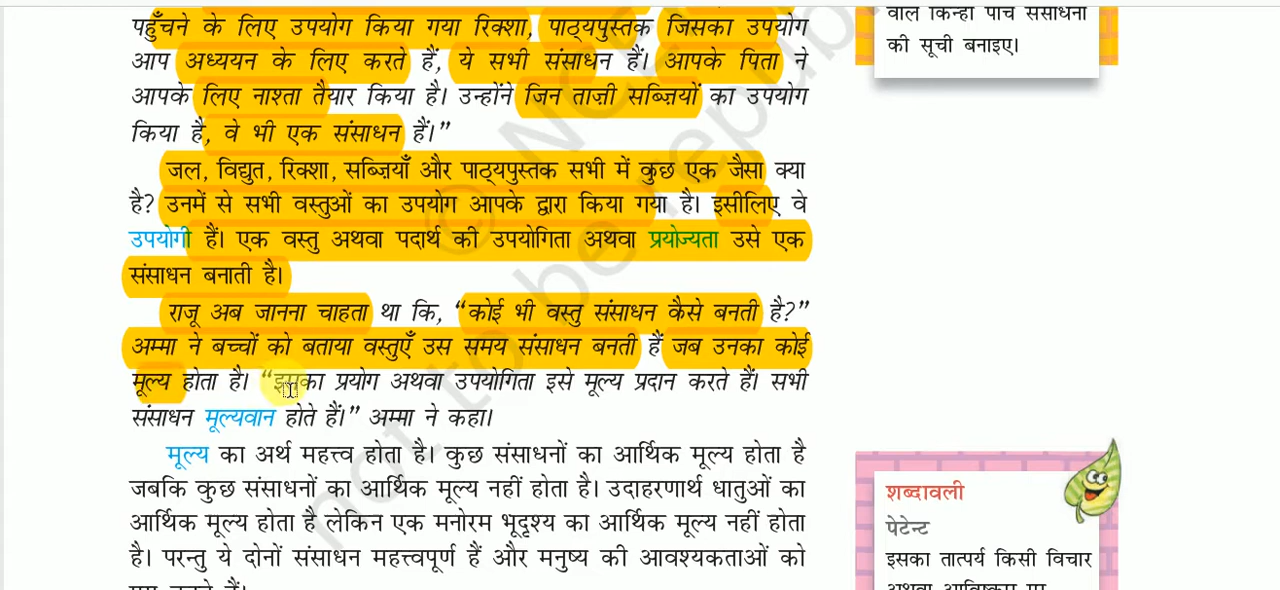 पहुँचने के लिए उपयोग किया गया रिक्शा, पाठ्यपुस्तक जिसका उपयोग
आप अध्ययन के लिए करते हैं, ये सभी संसाधन हैं। आपके पिता ने
आपके लिए नाश्ता तैयार किया है। उन्होंने जिन ताज़ी सब्ज़ियों का उपयोग
किया है, वे भी एक संसाधन हैं।”
जल, विद्युत, रिक्शा, सब्ज़ियाँ और पाठ्यपुस्तक सभी में कुछ एक जैसा क्या
है? उनमें से सभी वस्तुओं का उपयोग आपके द्वारा किया गया है। इसीलिए वे
उपयोगी हैं। एक वस्तु अथवा पदार्थ की उपयोगिता अथवा प्रयोज्यता उसे एक
संसाधन बनाती है।
राजू अब जानना चाहता था कि, “कोई भी वस्तु संसाधन कैसे बनती है?”
अम्मा ने बच्चों को बताया वस्तुएँ उस समय संसाधन बनती हैं जब उनका कोई
मूल्य होता है। “इसका प्रयोग अथवा उपयोगिता इसे मूल्य प्रदान करते हैं। सभी
संसाधन मूल्यवान होते हैं।” अम्मा ने कहा।
मूल्य का अर्थ महत्त्व होता है। कुछ संसाधनों का आर्थिक मूल्य होता है
जबकि कुछ संसाधनों का आर्थिक मूल्य नहीं होता है। उदाहरणार्थ धातुओं का
आर्थिक मूल्य होता है लेकिन एक मनोरम भूदृश्य का आर्थिक मूल्य नहीं होता
है। परन्तु ये दोनों संसाधन महत्त्वपूर्ण हैं और मनुष्य की आवश्यकताओं को
वाले किन्हीं पाँच संसाधनों
की सूची बनाइए।
शब्दावली
पेटेन्ट
इसका तात्पर्य किसी विचार
not to be republ